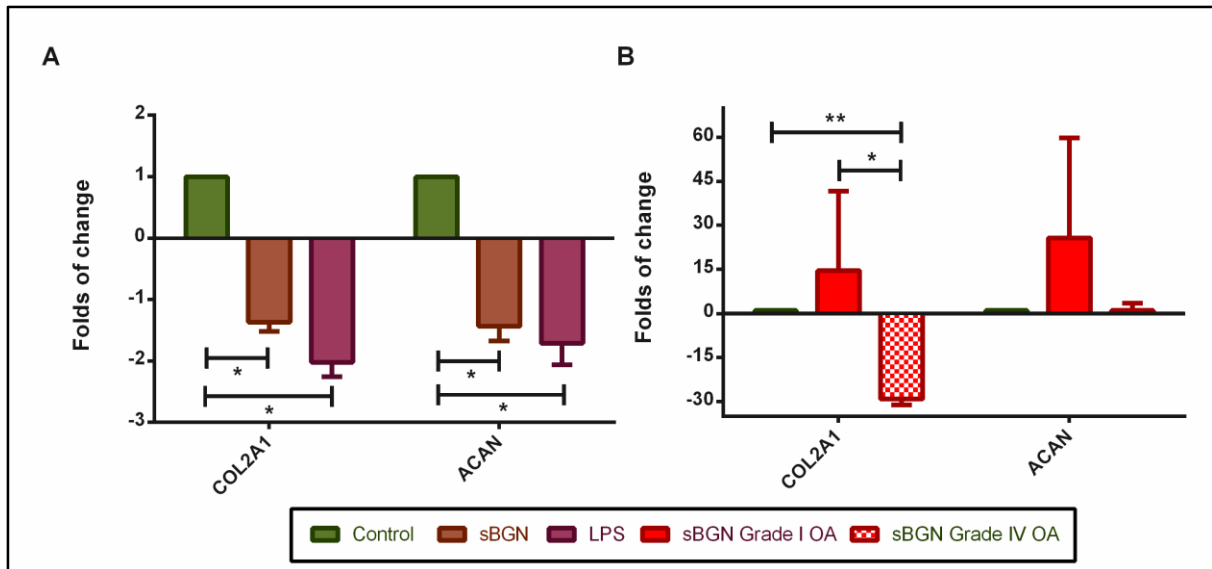 A
B
Folds of change
2
1
0
-1
-2
-3
*
*
*
*
COL2A1
ACAN
Folds of change
60
45
30
15
0
-15
-30
**
*
COL2A1
ACAN
Control sBGN LPS sBGN Grade I OA sBGN Grade IV OA